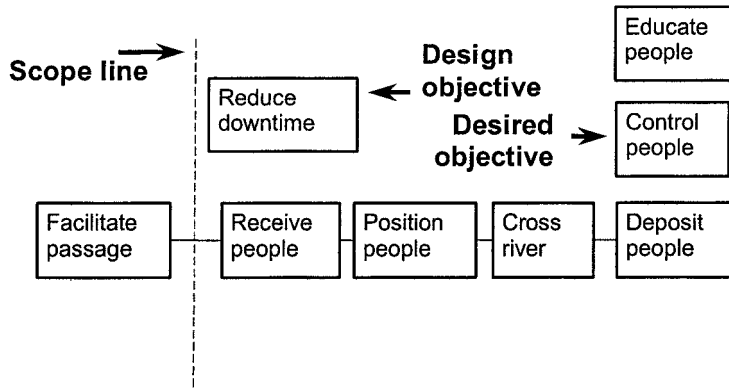 Scope line
Reduce
downtime
Design
objective
Desired
objective
Educate
people
Control
people
Facilitate
passage
Receive
people
Position
people
Cross
river
Deposit
people